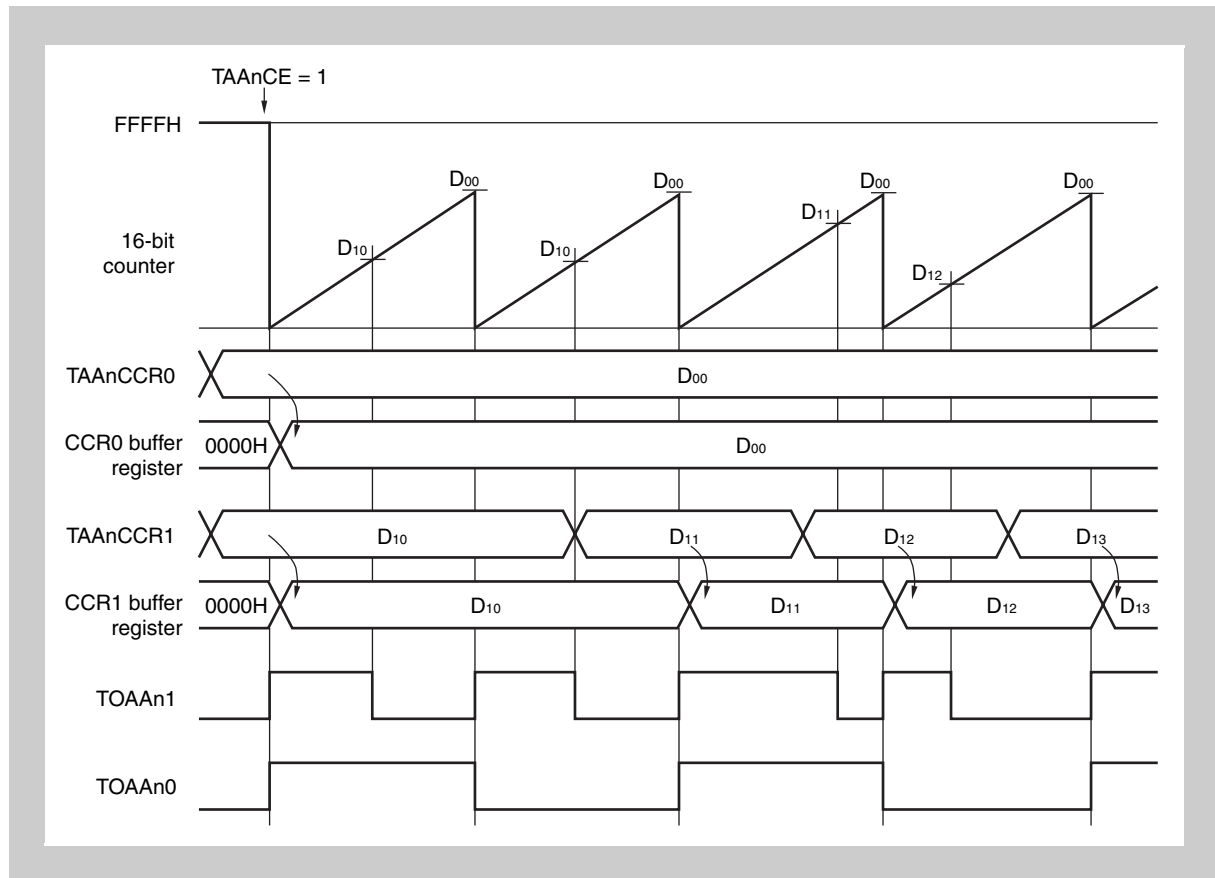 TAAnCE = 1
FFFFH
D00 D00 D00 D00
D11
D10 D10
D12
16-bit
counter
TAAnCCR0 D00
CCR0 buffer
register
0000H D00
TAAnCCR1 D10 D11 D12 D13
CCR1 buffer
register
0000H D10 D11 D12 D13
TOAAn1
TOAAn0